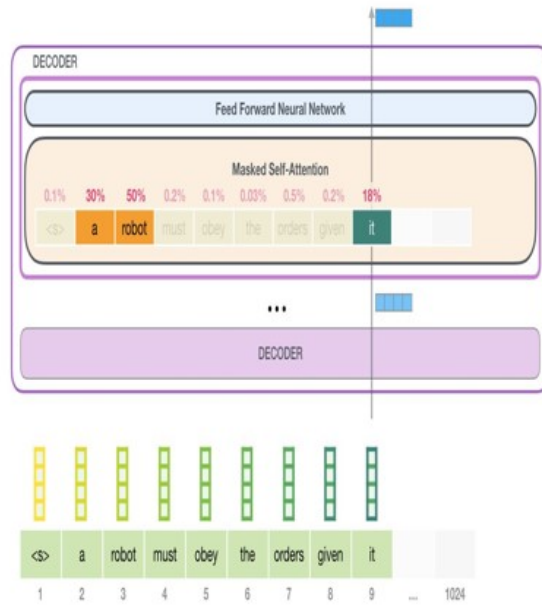 DECODER
Feed Forward Neural Network
Masked Self-Attention
0.1% 30% 50% 0.2% 0.1% 0.03% 0.5% 0.2% 18%
<s> a robot must obey the orders given it
...
DECODER
<s> a robot must obey the orders given it
1 2 3 4 5 6 7 8 9 ... 1024